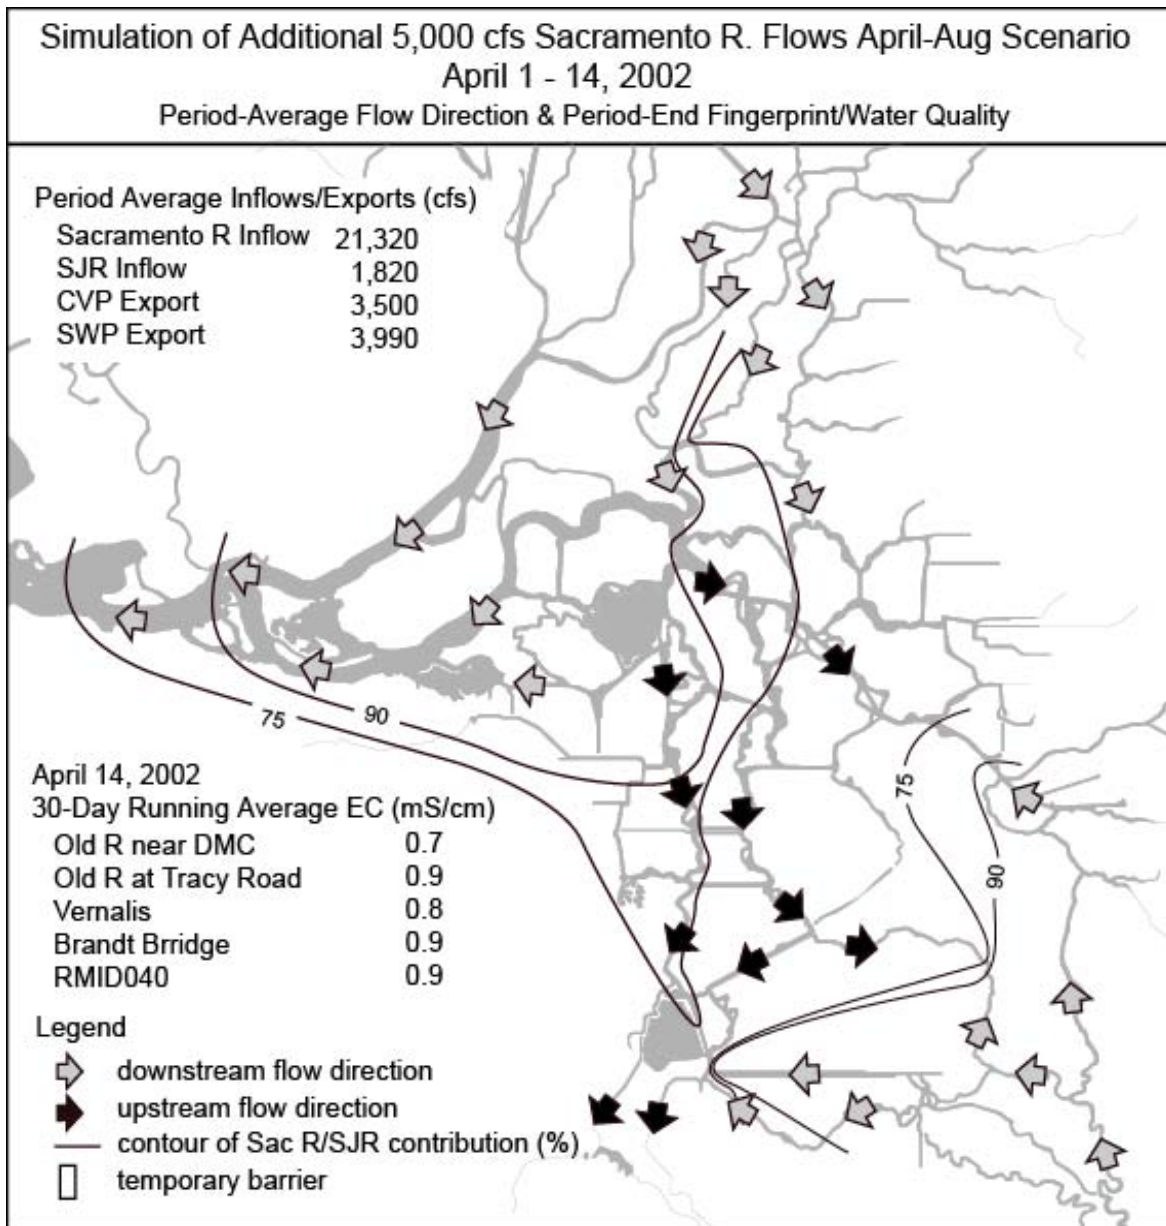 Simulation of Additional 5,000 cfs Sacramento R. Flows April-Aug Scenario
April 1 - 14, 2002
Period-Average Flow Direction & Period-End Fingerprint/Water Quality
Period Average Inflows/Exports (cfs)
Sacramento R Inflow 21,320
SJR Inflow 1,820
CVP Export 3,500
SWP Export 3,990
75
90
75
90
April 14, 2002
30-Day Running Average EC (mS/cm)
Old R near DMC 0.7
Old R at Tracy Road 0.9
Vernalis 0.8
Brandt Brridge 0.9
RMID040 0.9
Legend
downstream flow direction
upstream flow direction
contour of Sac R/SJR contribution (%)
temporary barrier